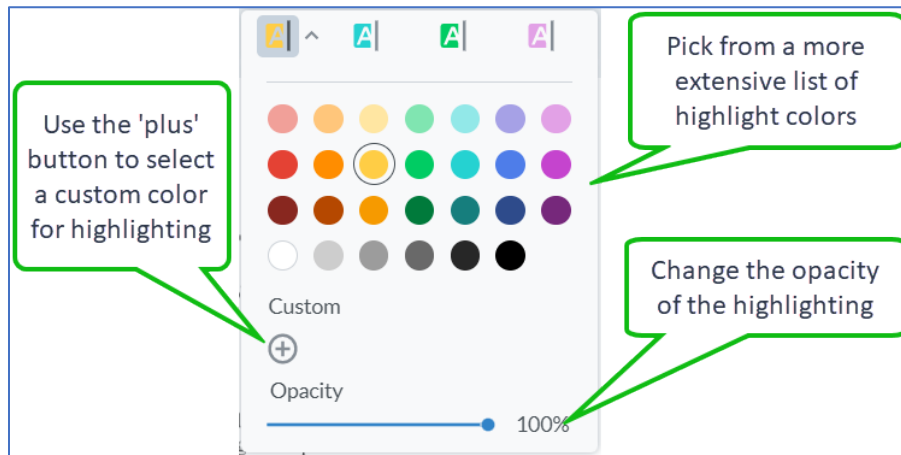 A A A A
Pick from a more
extensive list of
highlight colors
Use the 'plus'
button to select
a custom color
for highlighting
Change the opacity
of the highlighting
Custom
Opacity
100%